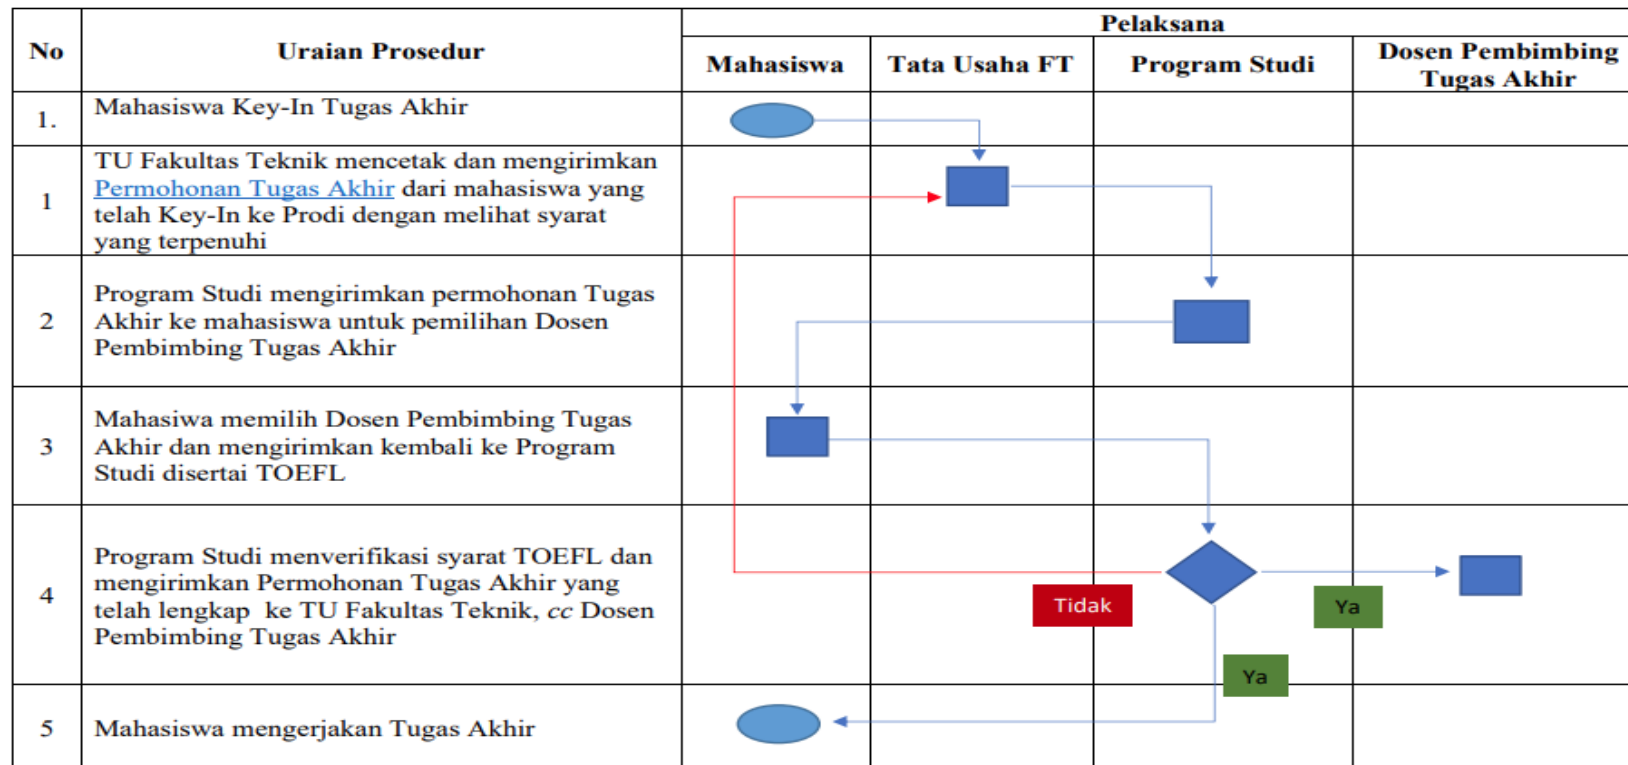 No
Uraian Prosedur
Pelaksana
Mahasiswa
Tata Usaha FT
Program Studi
Dosen Pembimbing
Tugas Akhir
1.
Mahasiswa Key-In Tugas Akhir
1
TU Fakultas Teknik mencetak dan mengirimkan
Permohonan Tugas Akhir dari mahasiswa yang
telah Key-In ke Prodi dengan melihat syarat
yang terpenuhi
2
Program Studi mengirimkan permohonan Tugas
Akhir ke mahasiswa untuk pemilihan Dosen
Pembimbing Tugas Akhir
3
Mahasiwa memilih Dosen Pembimbing Tugas
Akhir dan mengirimkan kembali ke Program
Studi disertai TOEFL
4
Program Studi menverifikasi syarat TOEFL dan
mengirimkan Permohonan Tugas Akhir yang
telah lengkap ke TU Fakultas Teknik, cc Dosen
Pembimbing Tugas Akhir
Tidak
Ya
Ya
5
Mahasiswa mengerjakan Tugas Akhir